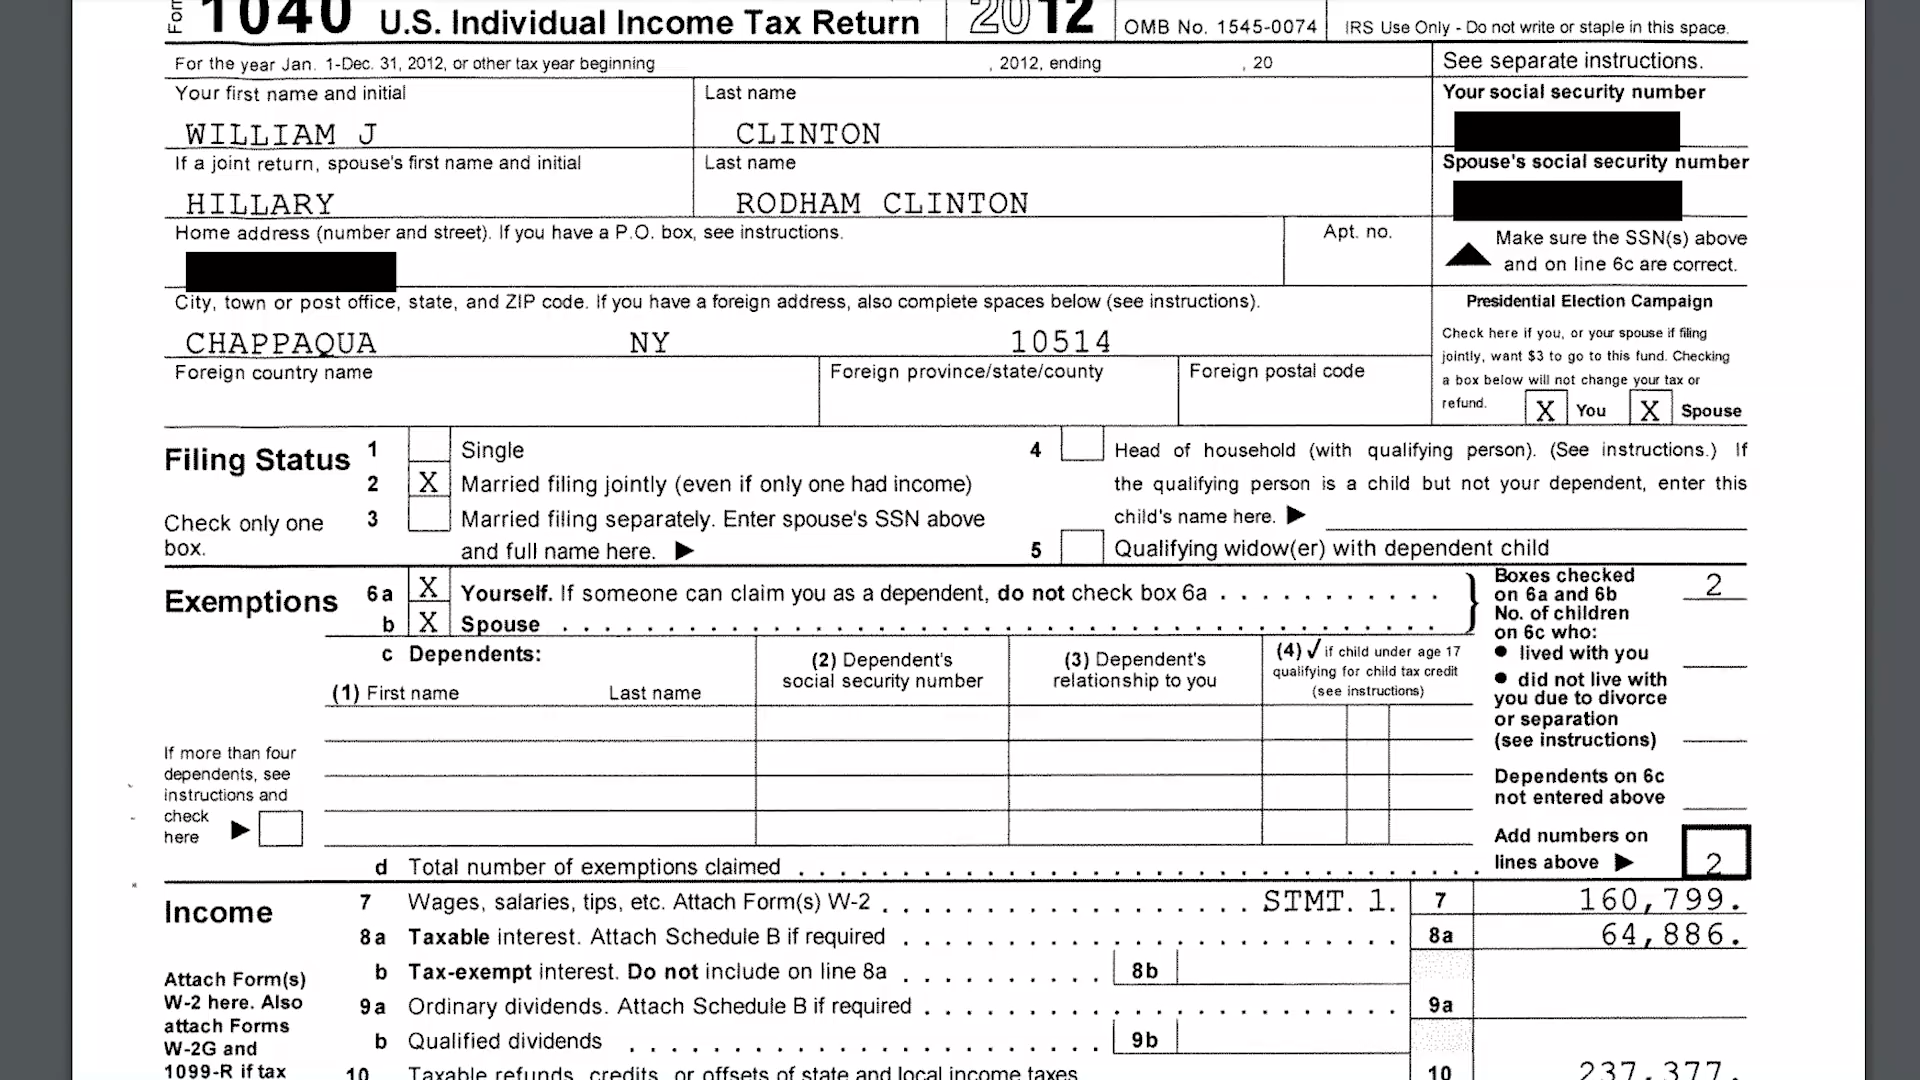 Form 1040 U.S. Individual Income Tax Return 2012 OMB No. 1545-0074 IRS Use Only - Do not write or staple in this space.
For the year Jan. 1-Dec. 31, 2012, or other tax year beginning , 2012, ending , 20 See separate instructions.
Your first name and initial Last name Your social security number
WILLIAM J CLINTON
If a joint return, spouse's first name and initial Last name Spouse's social security number
HILLARY RODHAM CLINTON
Home address (number and street). If you have a P.O. box, see instructions. Apt. no.
Make sure the SSN(s) above
and on line 6c are correct.
City, town or post office, state, and ZIP code. If you have a foreign address, also complete spaces below (see instructions).
CHAPPAQUA NY 10514
Foreign country name Foreign province/state/county Foreign postal code
Presidential Election Campaign
Check here if you, or your spouse if filing
jointly, want $3 to go to this fund. Checking
a box below will not change your tax or
refund. X You X Spouse
Filing Status
Check only one
box.
1 Single
2 X Married filing jointly (even if only one had income)
3 Married filing separately. Enter spouse's SSN above
and full name here. ▶
4 Head of household (with qualifying person). (See instructions.) If
the qualifying person is a child but not your dependent, enter this
child's name here. ▶
5 Qualifying widow(er) with dependent child
Exemptions
6a X Yourself. If someone can claim you as a dependent, do not check box 6a
b X Spouse
c Dependents:
(1) First name Last name
(2) Dependent's
social security number
(3) Dependent's
relationship to you
(4) ✓ if child under age 17
qualifying for child tax credit
(see instructions)
If more than four
dependents, see
instructions and
check
here ▶
Boxes checked
on 6a and 6b 2
No. of children
on 6c who:
● lived with you
● did not live with
you due to divorce
or separation
(see instructions)
Dependents on 6c
not entered above
Add numbers on
lines above ▶ 2
d Total number of exemptions claimed
Income
Attach Form(s)
W-2 here. Also
attach Forms
W-2G and
1099-R if tax
7 Wages, salaries, tips, etc. Attach Form(s) W-2 STMT. 1. 7 160,799.
8a Taxable interest. Attach Schedule B if required 8a 64,886.
b Tax-exempt interest. Do not include on line 8a 8b
9a Ordinary dividends. Attach Schedule B if required 9a
b Qualified dividends 9b
10 Taxable refunds, credits, or offsets of state and local income taxes 10 237,377.